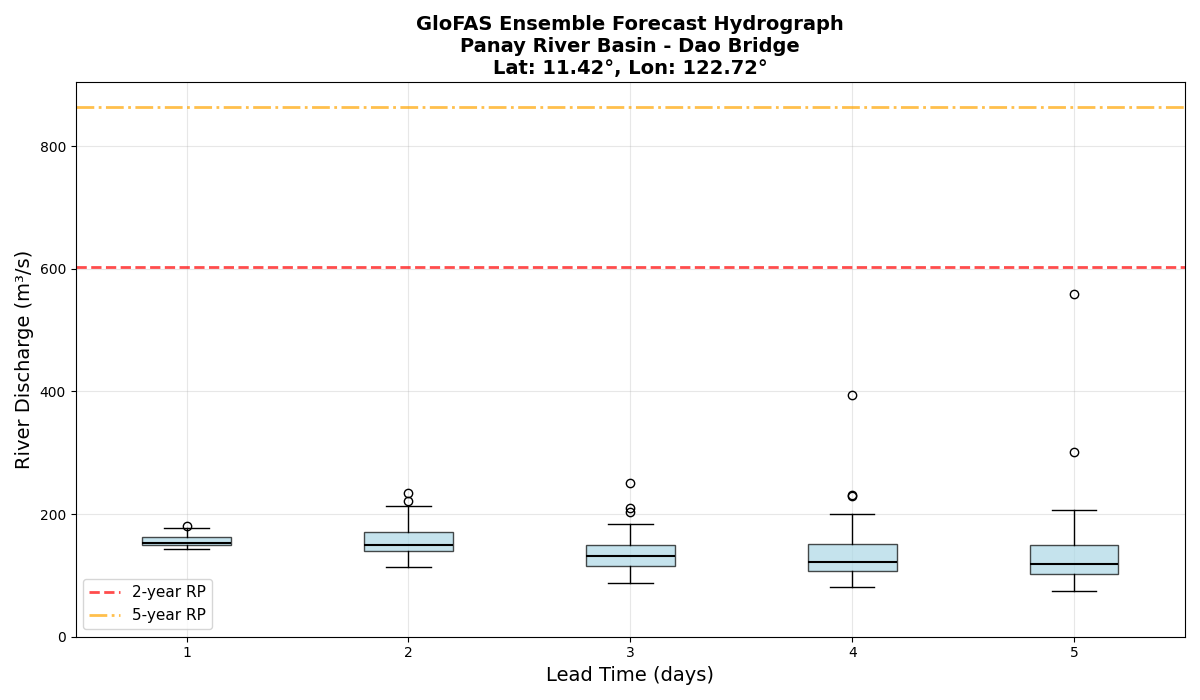 GloFAS Ensemble Forecast Hydrograph
Panay River Basin - Dao Bridge
Lat: 11.42°, Lon: 122.72°
River Discharge (m³/s)
800
600
400
200
0
2-year RP
5-year RP
1 2 3 4 5
Lead Time (days)